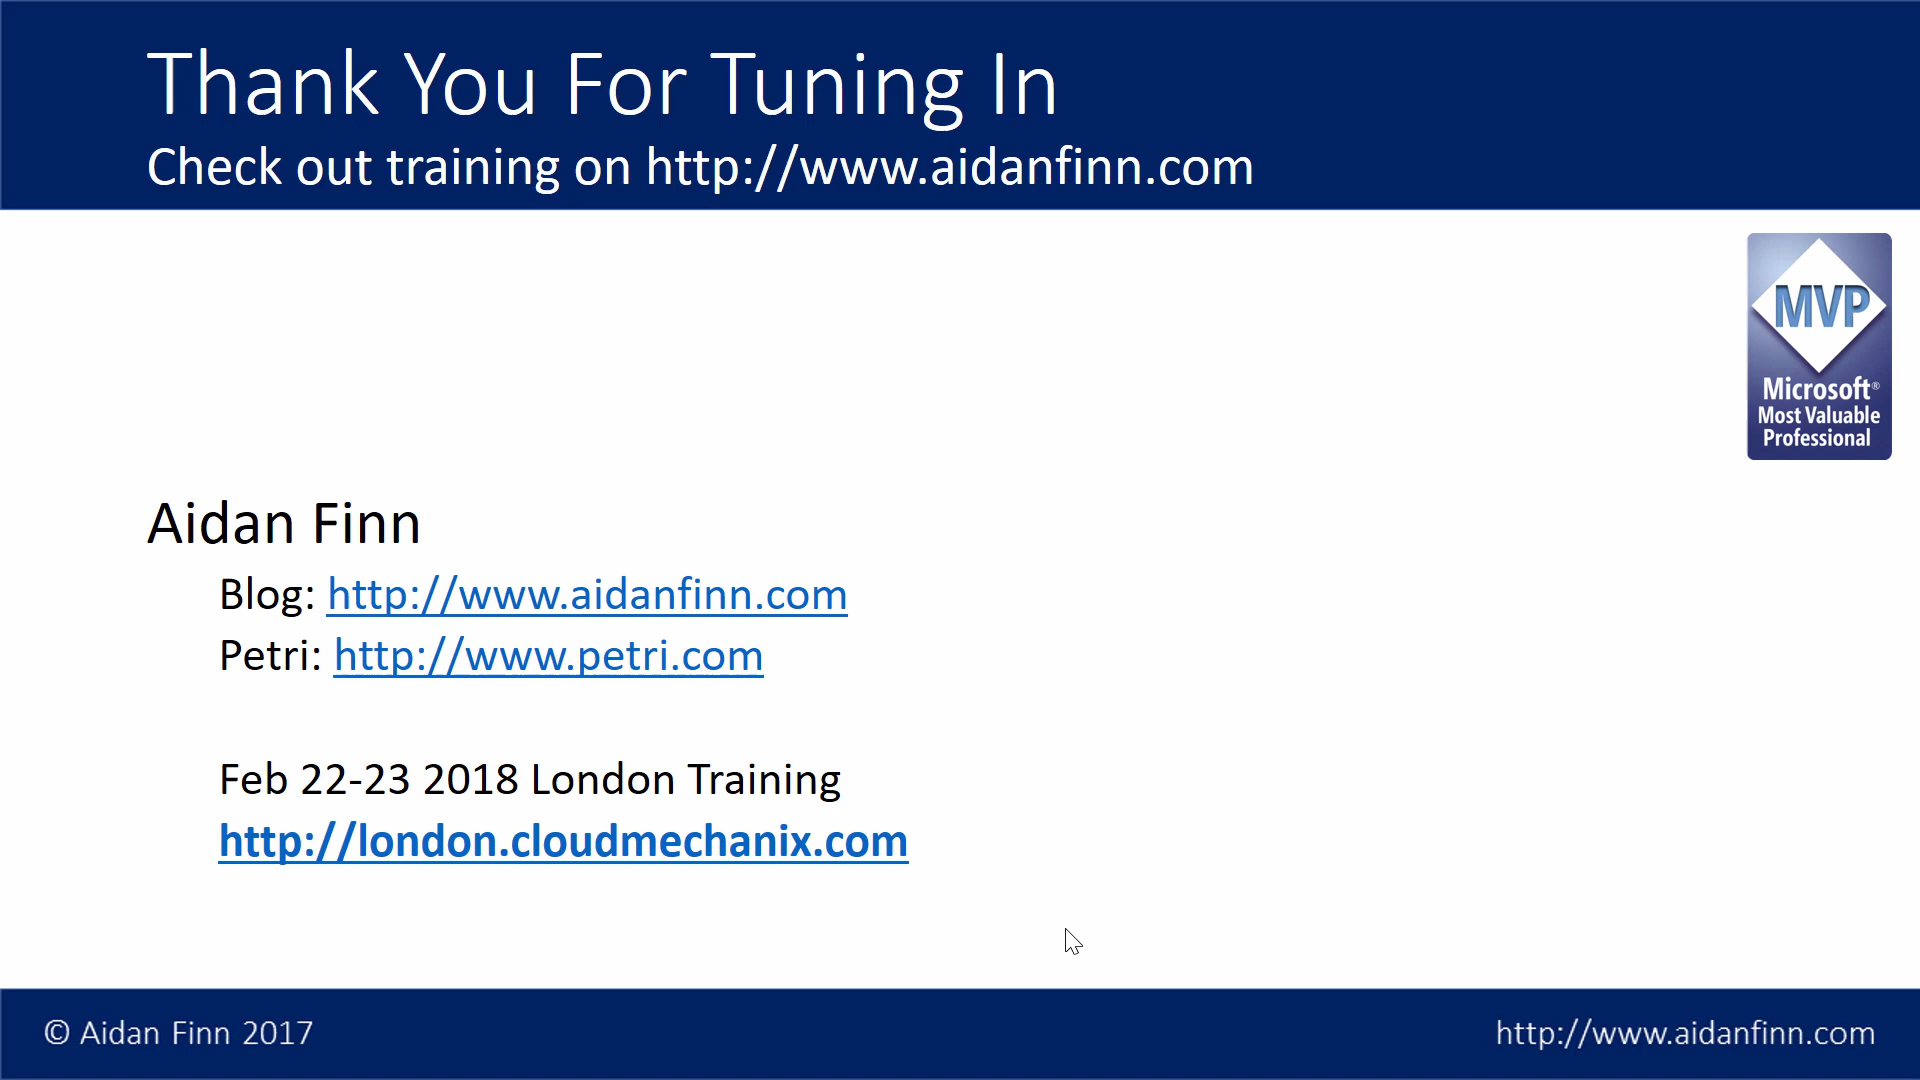 Thank You For Tuning In
Check out training on http://www.aidanfinn.com
MVP
Microsoft®
Most Valuable
Professional
Aidan Finn
Blog: http://www.aidanfinn.com
Petri: http://www.petri.com
Feb 22-23 2018 London Training
http://london.cloudmechanix.com
© Aidan Finn 2017
http://www.aidanfinn.com